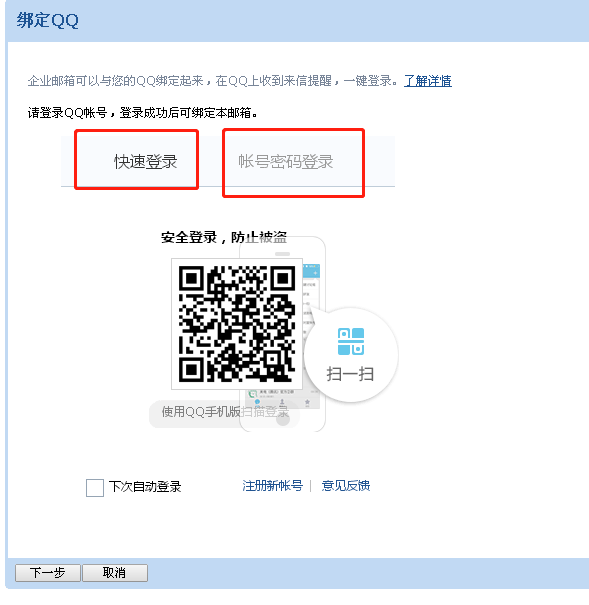 绑定QQ
企业邮箱可以与您的QQ绑定起来，在QQ上收到来信提醒，一键登录。了解详情
请登录QQ帐号，登录成功后可绑定本邮箱。
快速登录 帐号密码登录
安全登录，防止被盗
扫一扫
使用QQ手机版扫描登录
下次自动登录 注册新帐号 | 意见反馈
下一步 取消